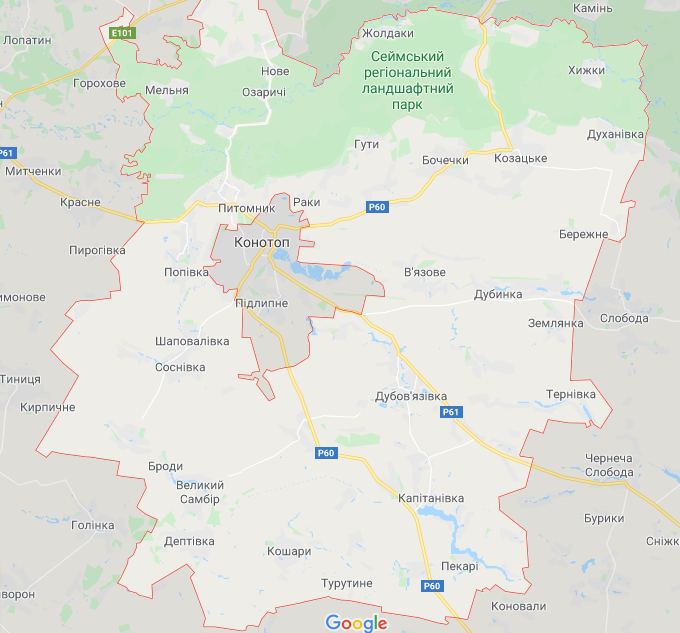 Камінь
Жолдаки
E101
Лопатин
Сеймський
регіональний
ландшафтний
парк
Нове
Хижки
Горохове
Мельня
Озаричі
Духанівка
P61
Гути
Бочечки
Козацьке
Митченки
Красне
Питомник
Раки
P60
Бережне
Конотоп
Пирогівка
Попівка
В'язове
Дубинка
Підлипне
Слобода
Землянка
Шаповалівка
Соснівка
Тиниця
Дубов'язівка
Тернівка
Кирпичне
P61
P60
Чернеча
Слобода
Броди
Великий
Самбір
Капітанівка
Голінка
Бурики
Дептівка
Кошари
Пекарі
Турутине
P60
Коновали
Google